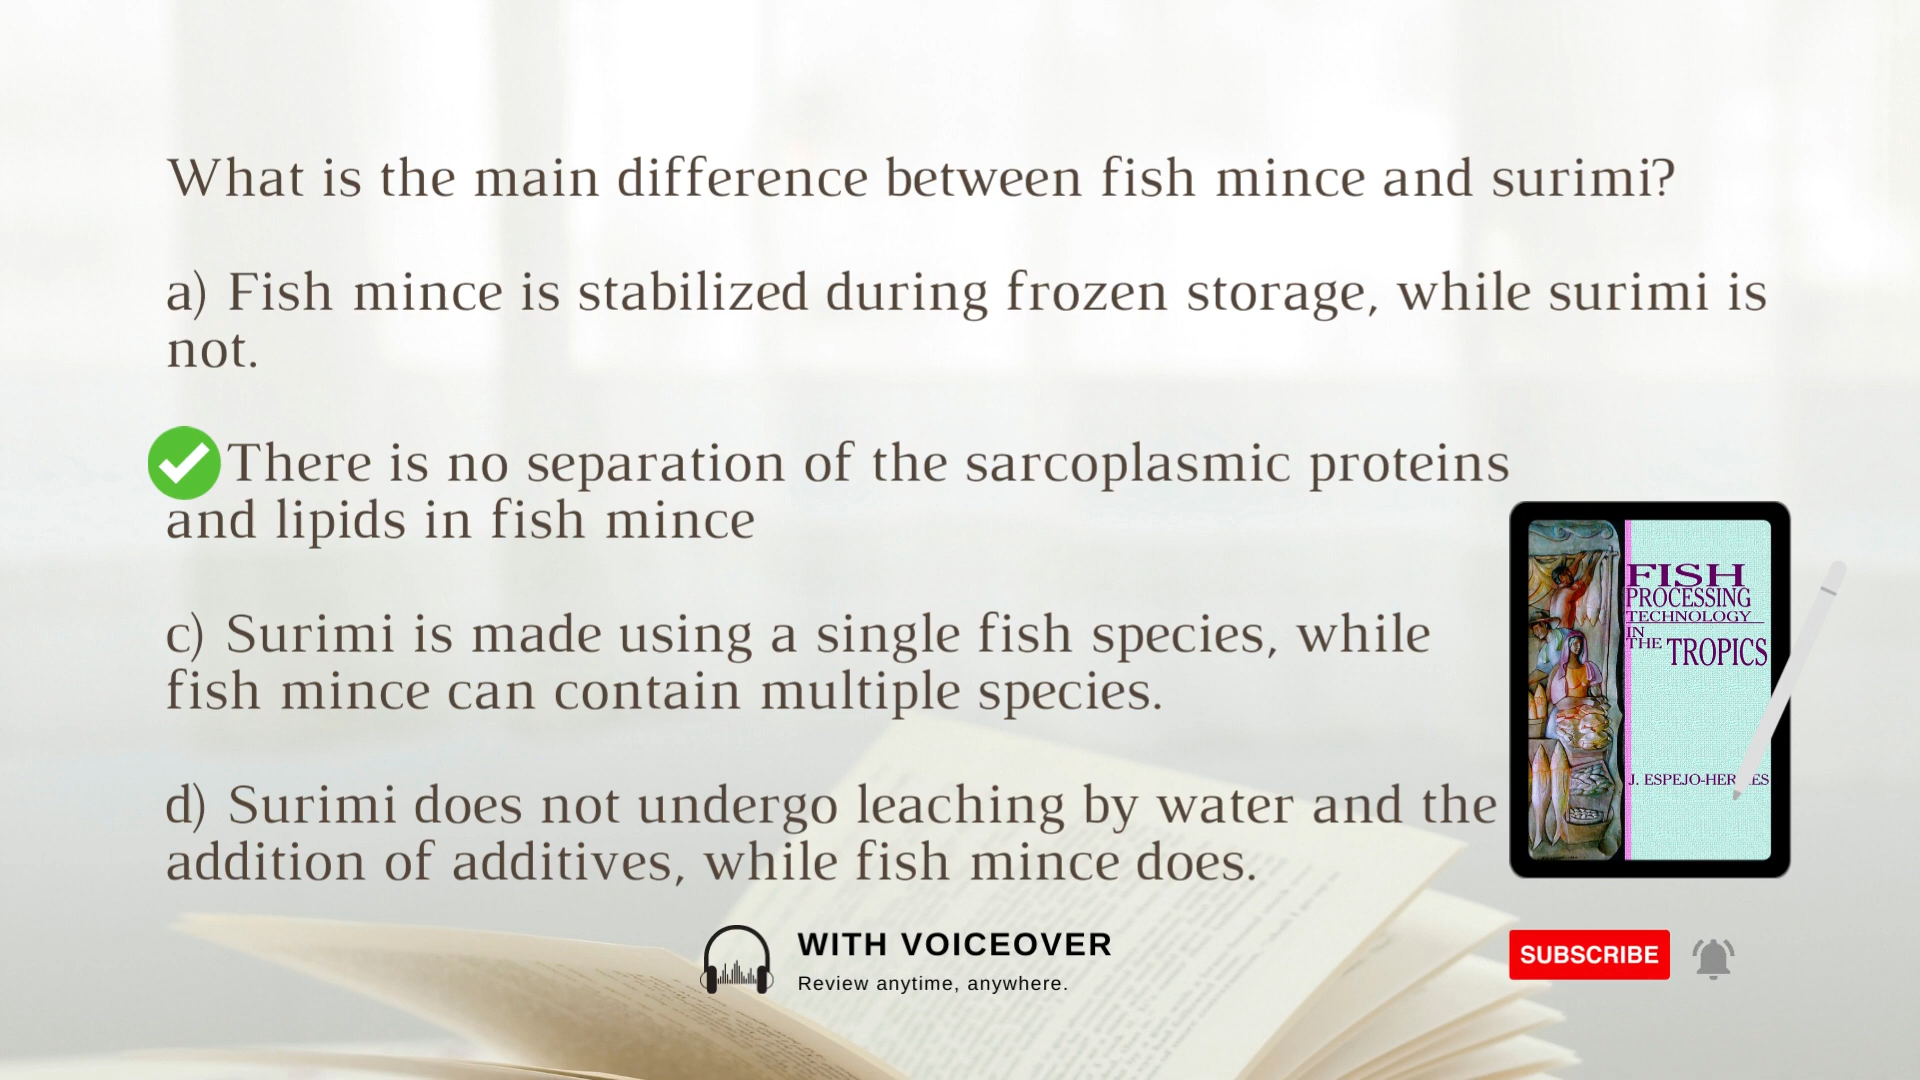 What is the main difference between fish mince and surimi?
a) Fish mince is stabilized during frozen storage, while surimi is
not.
There is no separation of the sarcoplasmic proteins
and lipids in fish mince
c) Surimi is made using a single fish species, while
fish mince can contain multiple species.
d) Surimi does not undergo leaching by water and the
addition of additives, while fish mince does.
FISH
PROCESSING
TECHNOLOGY
IN
THE TROPICS
J. ESPEJO-
WITH VOICEOVER
Review anytime, anywhere.
SUBSCRIBE